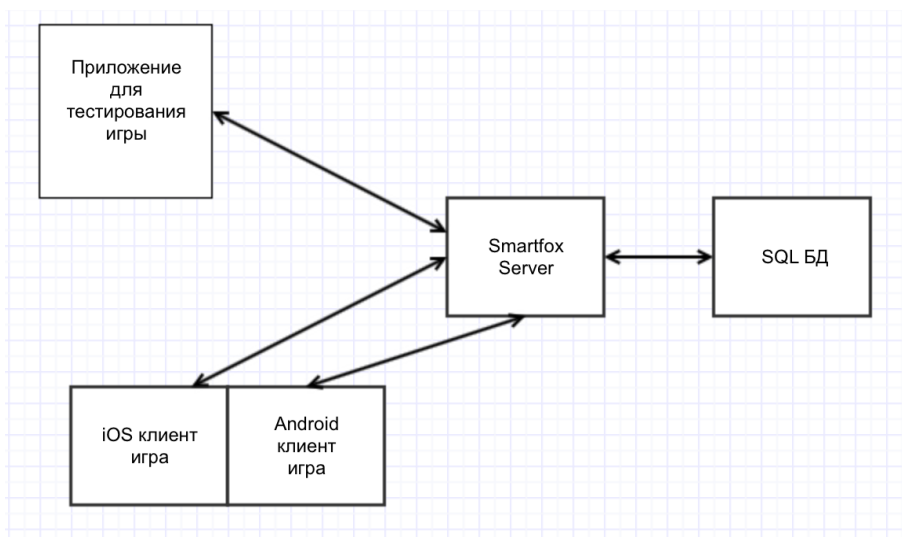 Приложение
для
тестирования
игры
Smartfox
Server
SQL БД
iOS клиент
игра
Android
клиент
игра